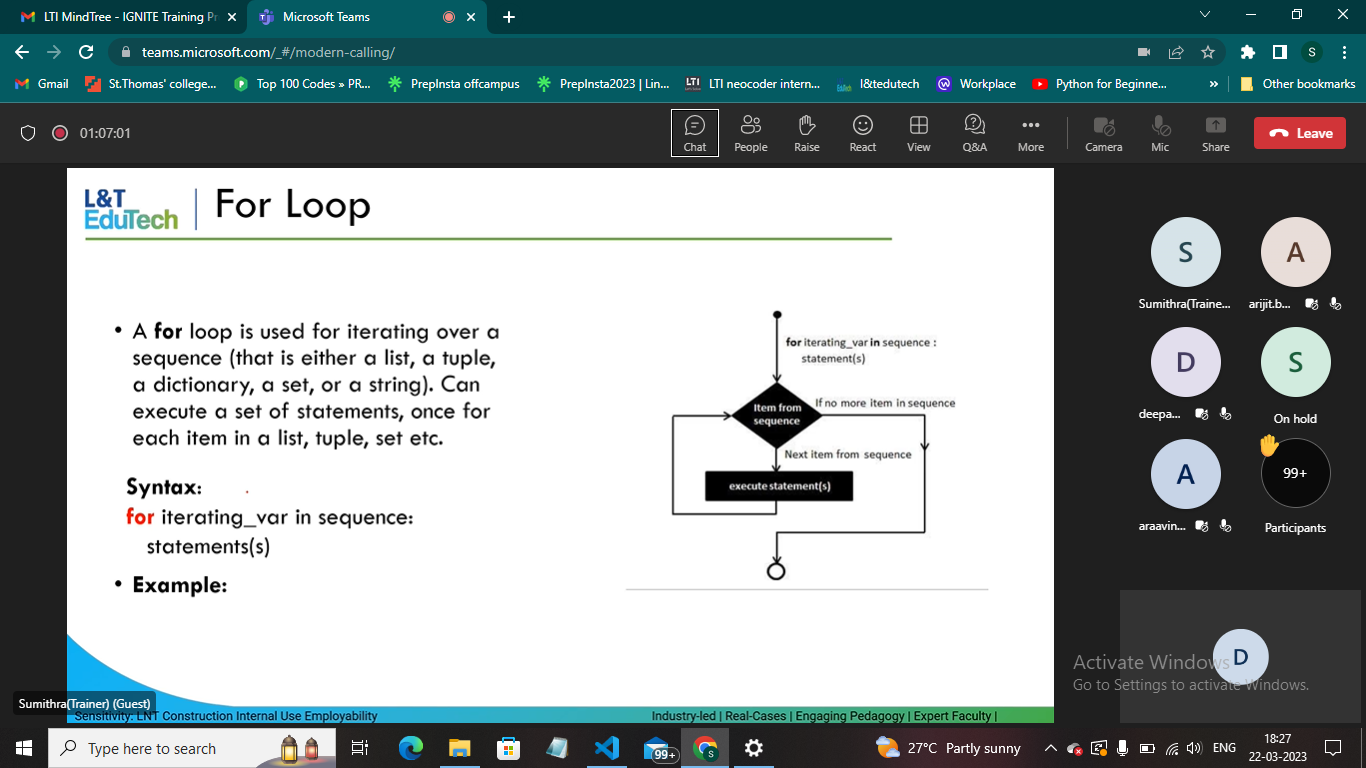 LTI MindTree - IGNITE Training Pr
Microsoft Teams
teams.microsoft.com/_#/modern-calling/
S
Gmail
St.Thomas' college...
Top 100 Codes » PR...
PrepInsta offcampus
PrepInsta2023 | Lin...
LTI neocoder intern...
l&tedutech
Workplace
Python for Beginne...
»
Other bookmarks
01:07:01
Chat
People
Raise
React
View
Q&A
More
Camera
Mic
Share
Leave
L&T
EduTech
For Loop
• A for loop is used for iterating over a
sequence (that is either a list, a tuple,
a dictionary, a set, or a string). Can
execute a set of statements, once for
each item in a list, tuple, set etc.
Syntax:
for iterating_var in sequence:
statements(s)
• Example:
for iterating_var in sequence :
statement(s)
Item from
sequence
If no more item in sequence
Next item from sequence
execute statement(s)
Sumithra(Trainer) (Guest)
Sensitivity: LNT Construction Internal Use Employability
Industry-led | Real-Cases | Engaging Pedagogy | Expert Faculty |
S
Sumithra(Traine...
A
arijit.b...
D
deepa...
S
On hold
A
araavin...
99+
Participants
D
Activate Windows
Go to Settings to activate Windows.
Type here to search
99+
S
27°C Partly sunny
ENG
18:27
22-03-2023